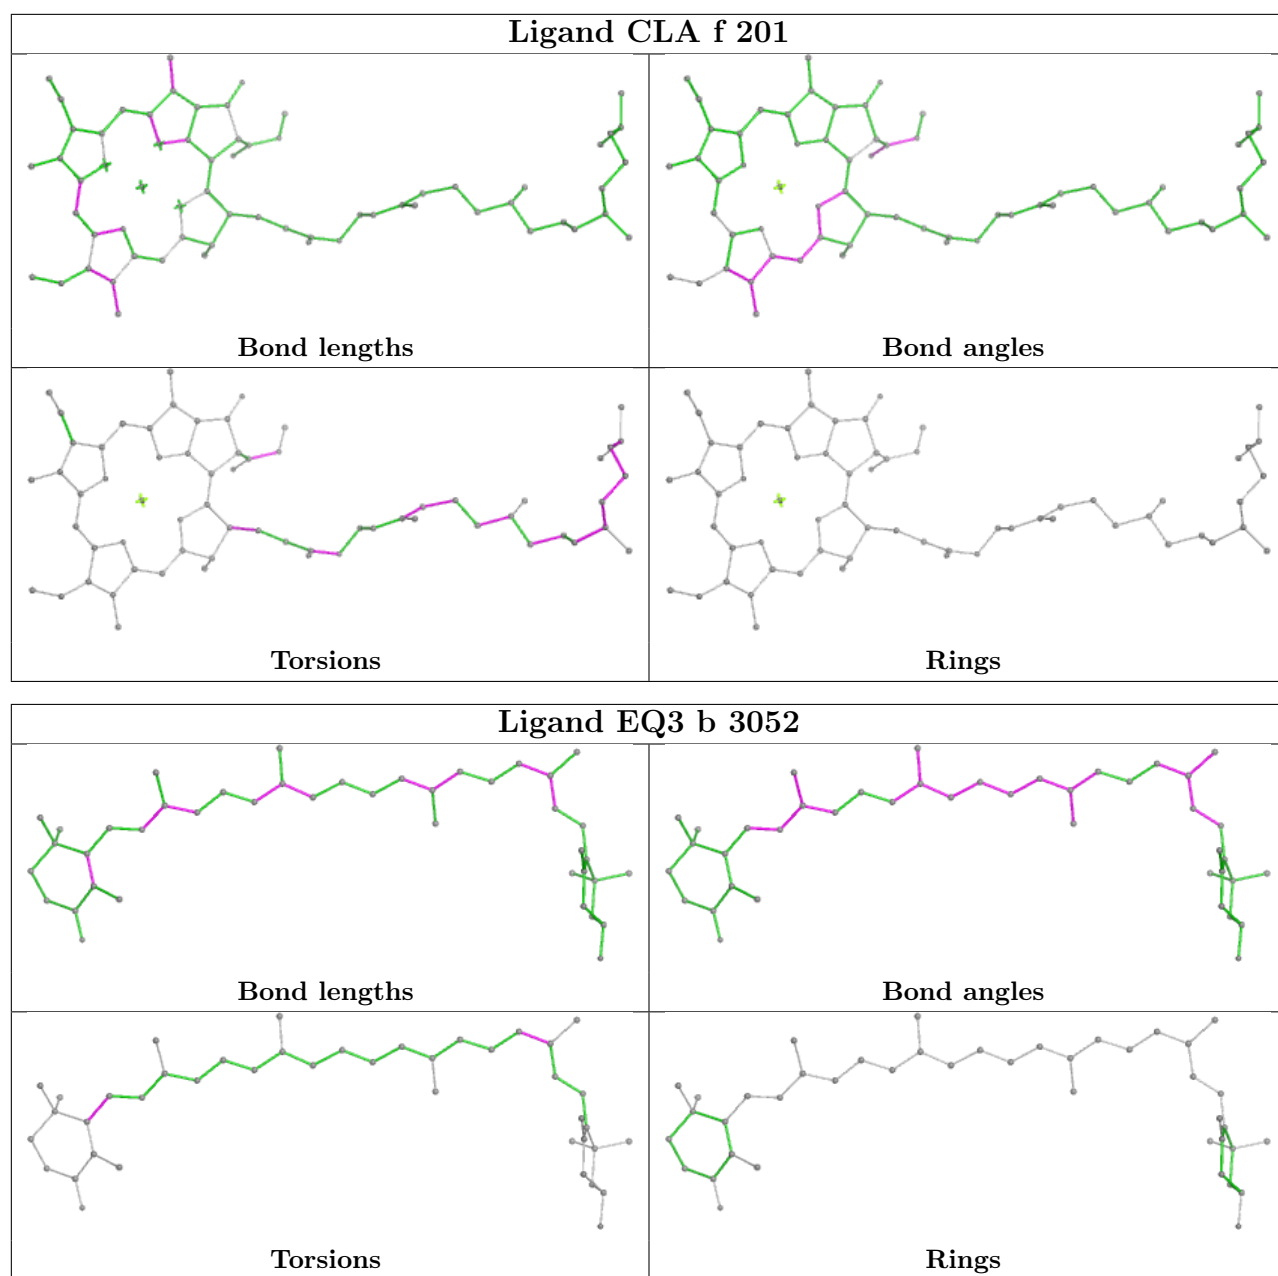 Ligand CLA f 201
Bond lengths
Bond angles
Torsions
Rings
Ligand EQ3 b 3052
Bond lengths
Bond angles
Torsions
Rings